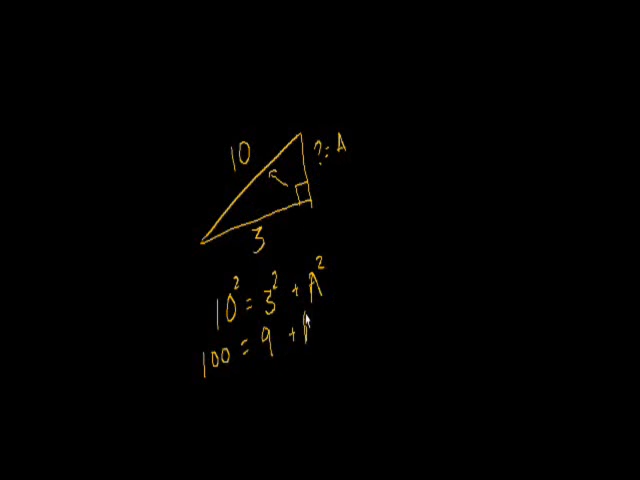 10
?=A
3
10² = 3² + A²
100 = 9 +